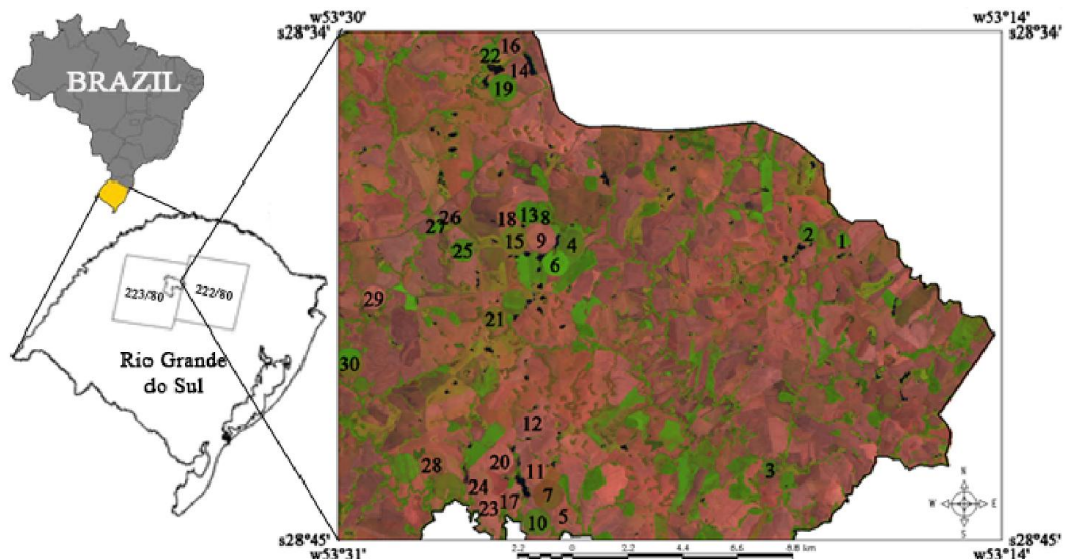 BRAZIL
223/80
222/80
Rio Grande
do Sul
w53°30'
s28°34'
w53°14'
s28°34'
16
22
14
19
26
27
18
13
8
25
15
9
4
6
2
1
29
21
30
12
28
20
11
3
24
7
23
17
10
5
N
W
E
S
s28°45'
w53°31'
2.2
0
2.2
4.4
6.6
8.8 km
s28°45'
w53°14'